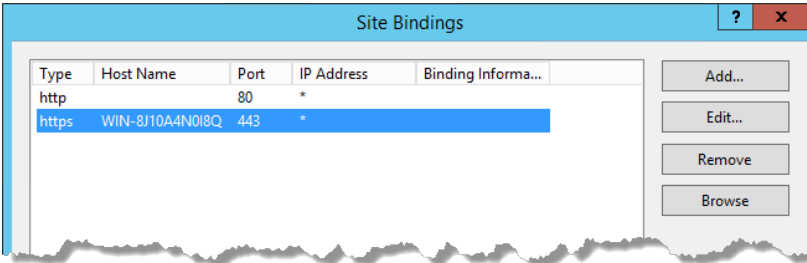 Site Bindings
? x
Type Host Name Port IP Address Binding Informa...
http 80 *
https WIN-8J10A4N0I8Q 443 *
Add...
Edit...
Remove
Browse